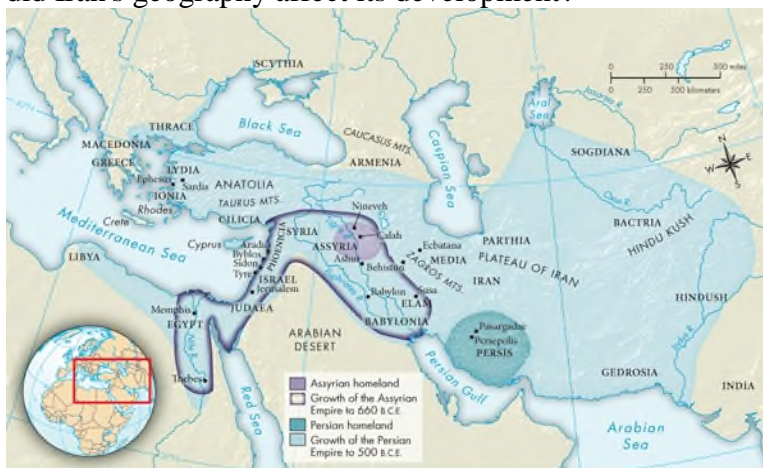 did Iran's geography affect its development?
SCYTHIA
Aral
Sea
Jaxartes R.
0 250 500 miles
0 250 500 kilometers
N
W E
S
THRACE
Black Sea
CAUCASUS MTS.
Caspian Sea
SOGDIANA
MACEDONIA
GREECE
LYDIA
Ephesus
Sardis
IONIA
ANATOLIA
ARMENIA
Oxus R.
Rhodes
TAURUS MTS.
Nineveh
BACTRIA
HINDU KUSH
Crete
CILICIA
Mediterranean Sea
Cyprus
SYRIA
ASSYRIA
Calah
Ecbatana
PARTHIA
Aradus
Byblos
Sidon
Tyre
PHOENICIA
Ashur
Behistun
MEDIA
ZAGROS MTS.
PLATEAU OF IRAN
IRAN
LIBYA
ISRAEL
Jerusalem
Babylon
Susa
ELAM
HINDUSH
Memphis
EGYPT
JUDAEA
BABYLONIA
ARABIAN
DESERT
Pasargadae
Persepolis
PERSIS
Thebes
Persian Gulf
GEDROSIA
INDIA
Red Sea
Arabian
Sea
Assyrian homeland
Growth of the Assyrian
Empire to 660 B.C.E.
Persian homeland
Growth of the Persian
Empire to 500 B.C.E.